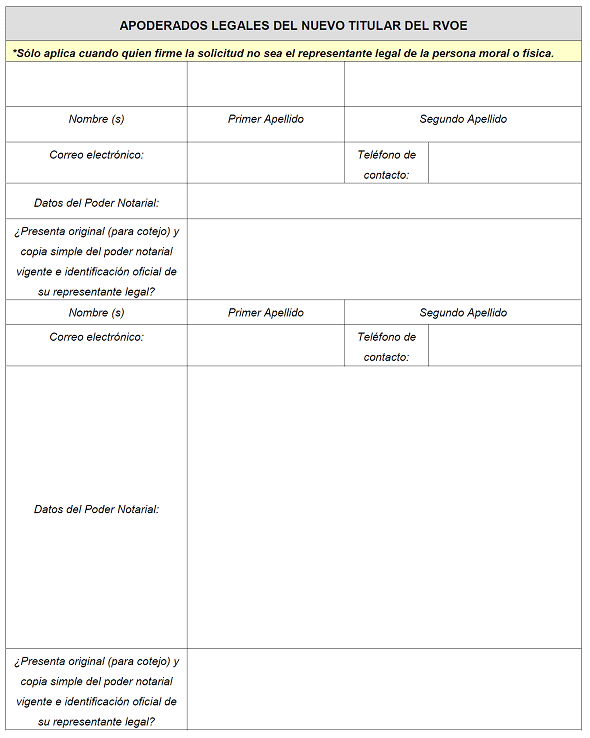 APODERADOS LEGALES DEL NUEVO TITULAR DEL RVOE
*Sólo aplica cuando quien firme la solicitud no sea el representante legal de la persona moral o física.
Nombre (s) Primer Apellido Segundo Apellido
Correo electrónico: Teléfono de
contacto:
Datos del Poder Notarial:
¿Presenta original (para cotejo) y
copia simple del poder notarial
vigente e identificación oficial de
su representante legal?
Nombre (s) Primer Apellido Segundo Apellido
Correo electrónico: Teléfono de
contacto:
Datos del Poder Notarial:
¿Presenta original (para cotejo) y
copia simple del poder notarial
vigente e identificación oficial de
su representante legal?